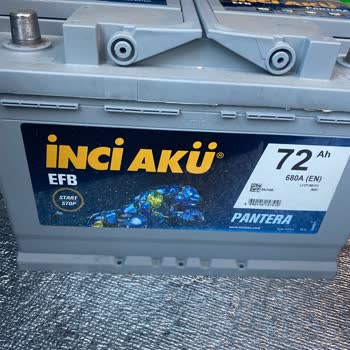 İNCİ AKÜ®
EFB
START
STOP
72 Ah
680A (EN)
PANTERA